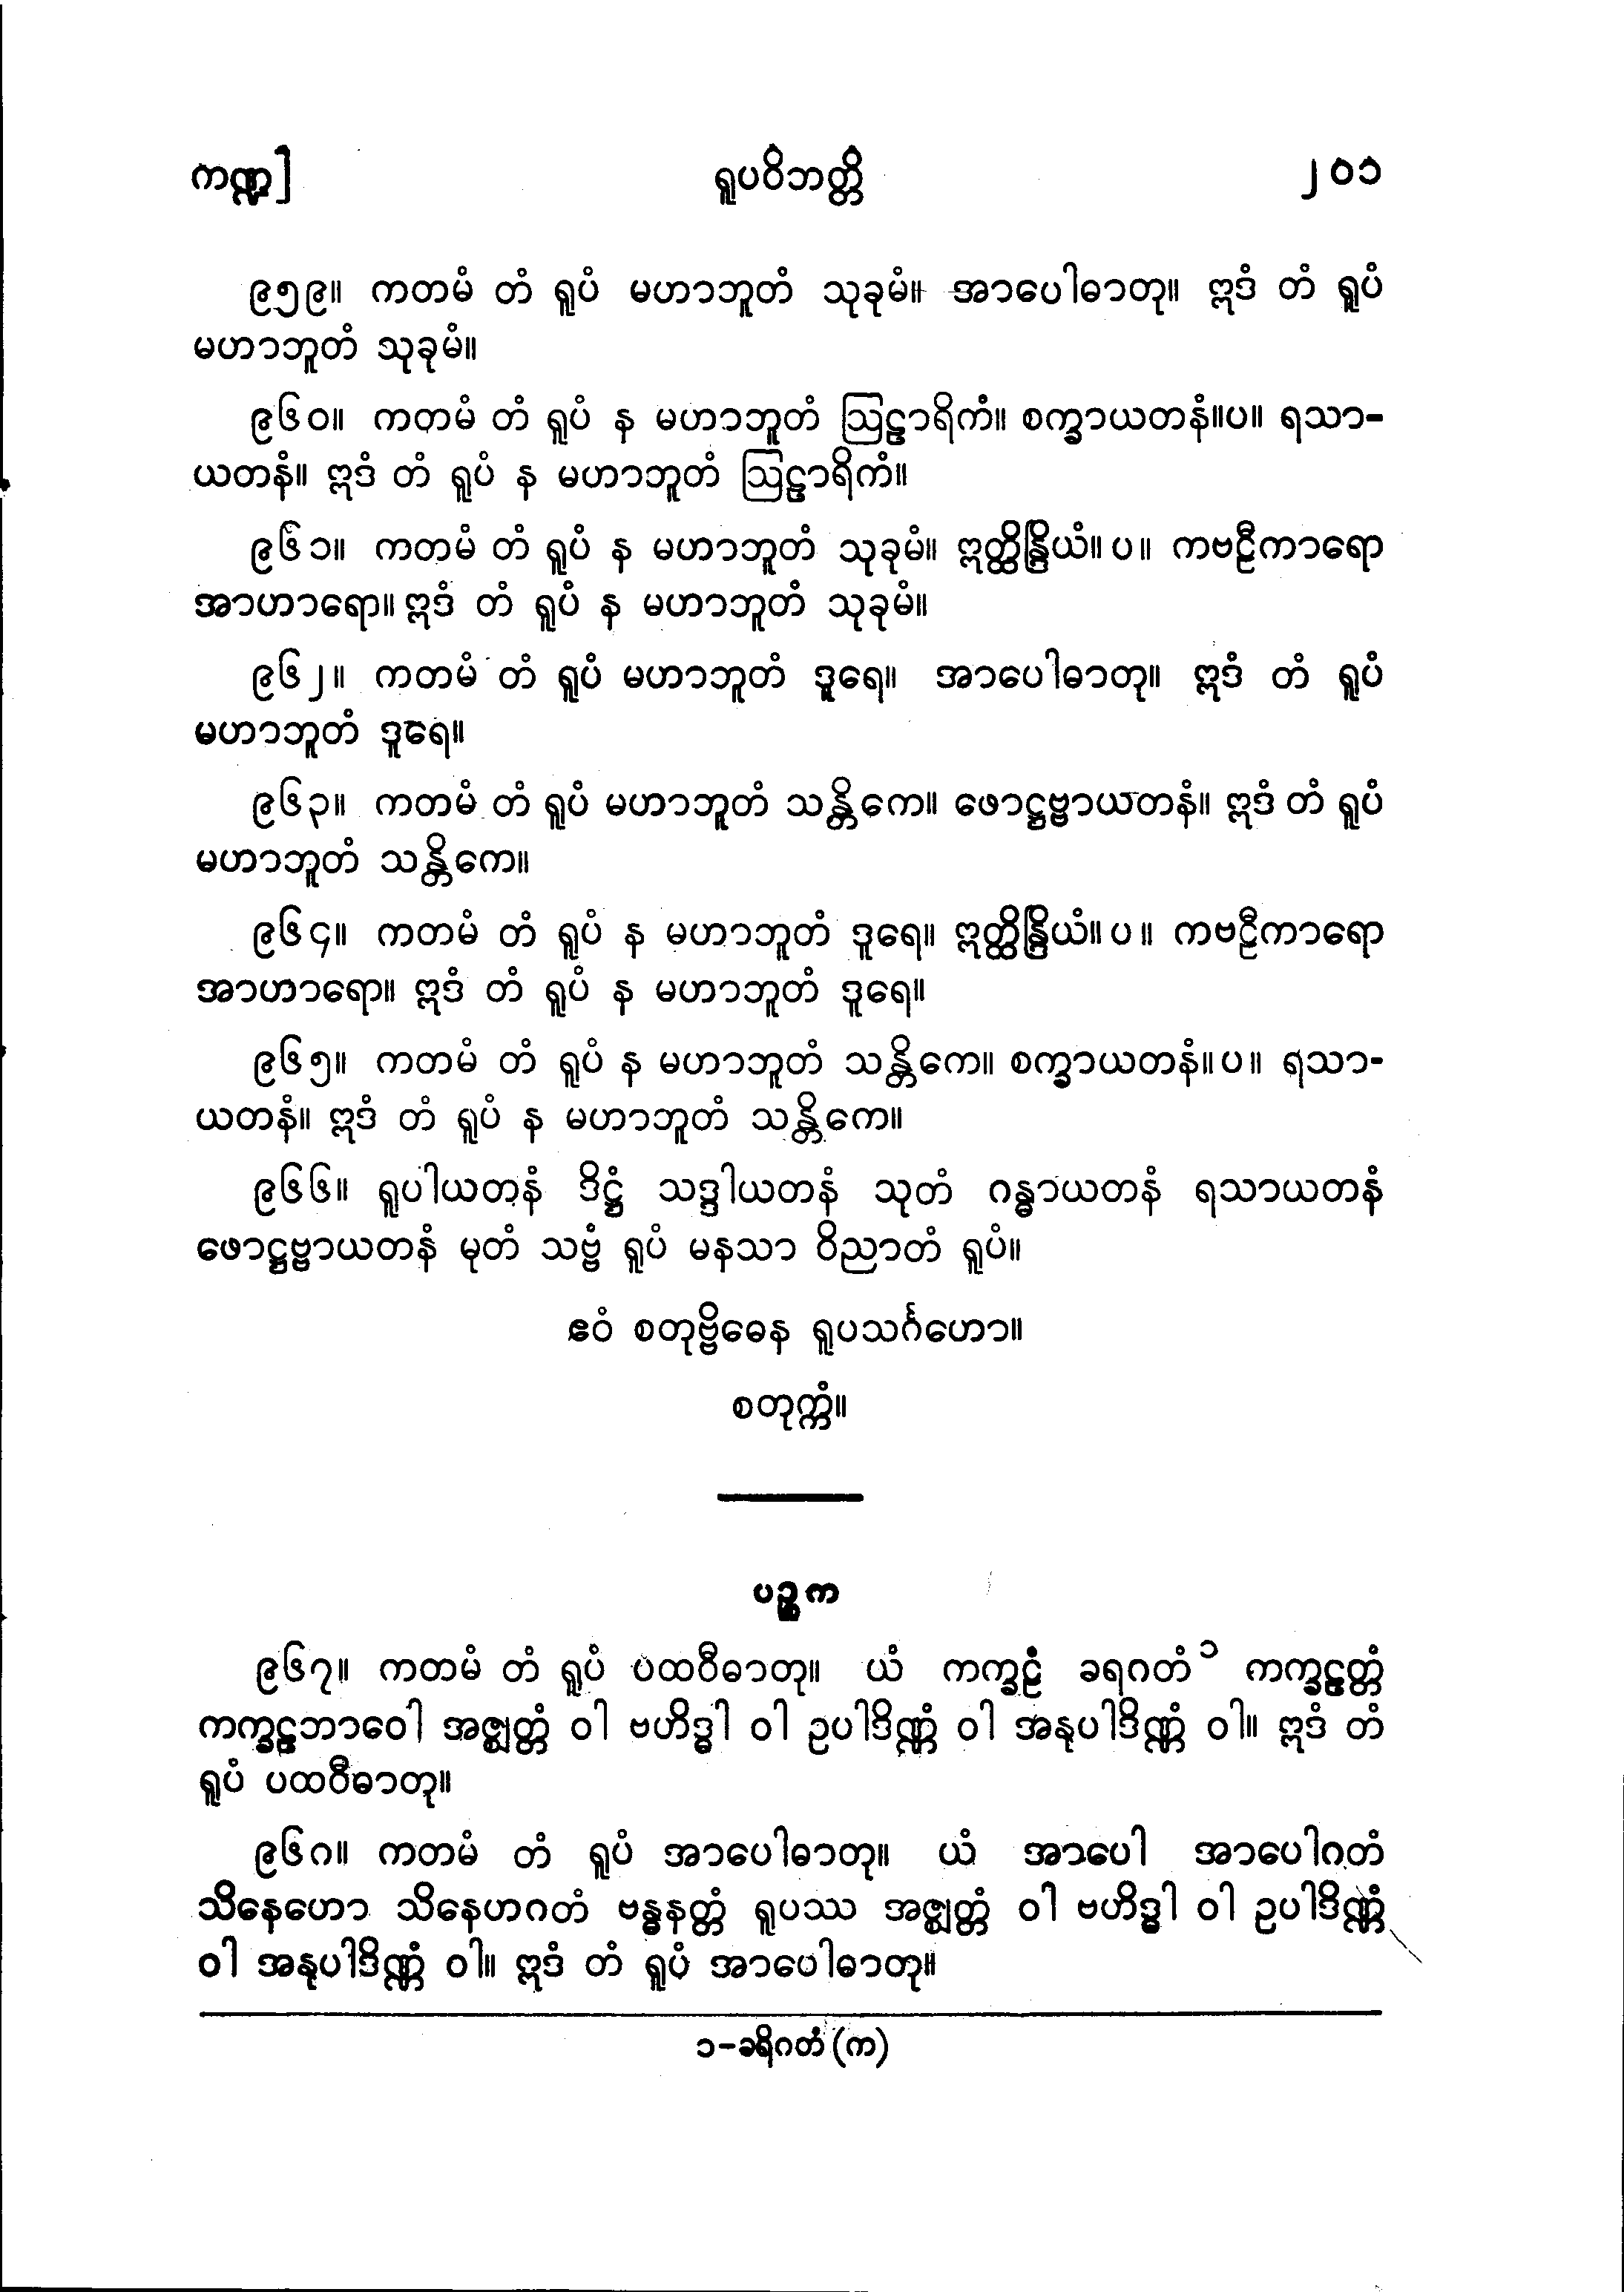 ကဏ္ဍ] ရူပဝိဘတ္တိ ၂၀၁
၉၅၉။ ကတမံ တံ ရူပံ မဟာဘူတံ သုခုမံ။ အာပေါဓာတု။ ဣဒံ တံ ရူပံ
မဟာဘူတံ သုခုမံ။
၉၆၀။ ကတမံ တံ ရူပံ န မဟာဘူတံ ဩဠာရိကံ။ စက္ခာယတနံ။ပ။ ရသာ-
ယတနံ။ ဣဒံ တံ ရူပံ န မဟာဘူတံ ဩဠာရိကံ။
၉၆၁။ ကတမံ တံ ရူပံ န မဟာဘူတံ သုခုမံ။ ဣတ္ထိန္ဒြိယံ။ပ။ ကဗဠီကာရော
အာဟာရော။ ဣဒံ တံ ရူပံ န မဟာဘူတံ သုခုမံ။
၉၆၂။ ကတမံ တံ ရူပံ မဟာဘူတံ ဒူရေ။ အာပေါဓာတု။ ဣဒံ တံ ရူပံ
မဟာဘူတံ ဒူရေ။
၉၆၃။ ကတမံ တံ ရူပံ မဟာဘူတံ သန္တိကေ။ ဖောဋ္ဌဗ္ဗာယတနံ။ ဣဒံ တံ ရူပံ
မဟာဘူတံ သန္တိကေ။
၉၆၄။ ကတမံ တံ ရူပံ န မဟာဘူတံ ဒူရေ။ ဣတ္ထိန္ဒြိယံ။ပ။ ကဗဠီကာရော
အာဟာရော။ ဣဒံ တံ ရူပံ န မဟာဘူတံ ဒူရေ။
၉၆၅။ ကတမံ တံ ရူပံ န မဟာဘူတံ သန္တိကေ။ စက္ခာယတနံ။ပ။ ရသာ-
ယတနံ။ ဣဒံ တံ ရူပံ န မဟာဘူတံ သန္တိကေ။
၉၆၆။ ရူပါယတနံ ဒိဋ္ဌံ သဒ္ဒါယတနံ သုတံ ဂန္ဓာယတနံ ရသာယတနံ
ဖောဋ္ဌဗ္ဗာယတနံ မုတံ သဗ္ဗံ ရူပံ မနသာ ဝိညာတံ ရူပံ။
ဧဝံ စတုဗ္ဗိဓေန ရူပသင်္ဂဟော။
စတုက္ကံ။
ပဉ္စက
၉၆၇။ ကတမံ တံ ရူပံ ပထဝီဓာတု။ ယံ ကက္ခဠံ ခရဂတံ ၁ ကက္ခဠတ္တံ
ကက္ခဠဘာဝေါ အဇ္ဈတ္တံ ဝါ ဗဟိဒ္ဓါ ဝါ ဥပါဒိဏ္ဏံ ဝါ အနုပါဒိဏ္ဏံ ဝါ။ ဣဒံ တံ
ရူပံ ပထဝီဓာတု။
၉၆၈။ ကတမံ တံ ရူပံ အာပေါဓာတု။ ယံ အာပေါ အာပေါဂတံ
သိနေဟော သိနေဟဂတံ ဗန္ဓနတ္တံ ရူပဿ အဇ္ဈတ္တံ ဝါ ဗဟိဒ္ဓါ ဝါ ဥပါဒိဏ္ဏံ
ဝါ အနုပါဒိဏ္ဏံ ဝါ။ ဣဒံ တံ ရူပံ အာပေါဓာတု။
၁-ခရိဂတံ (က)